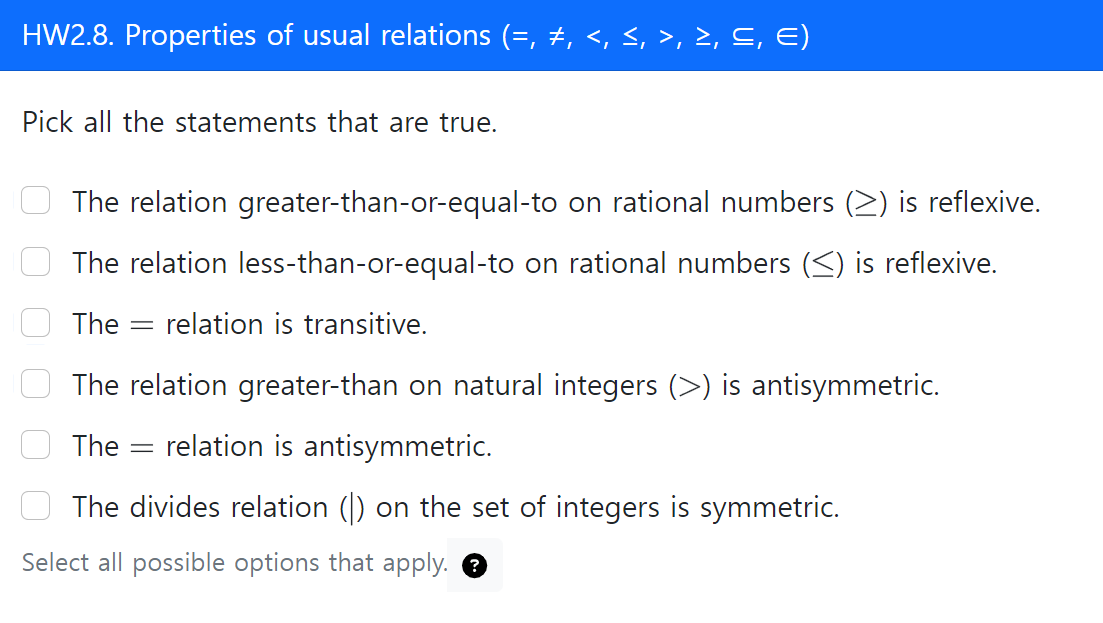 HW2.8. Properties of usual relations (=, ≠, <, ≤, >, ≥, ⊆, ∈)
Pick all the statements that are true.
The relation greater-than-or-equal-to on rational numbers (≥) is reflexive.
The relation less-than-or-equal-to on rational numbers (≤) is reflexive.
The = relation is transitive.
The relation greater-than on natural integers (>) is antisymmetric.
The = relation is antisymmetric.
The divides relation (|) on the set of integers is symmetric.
Select all possible options that apply. ?